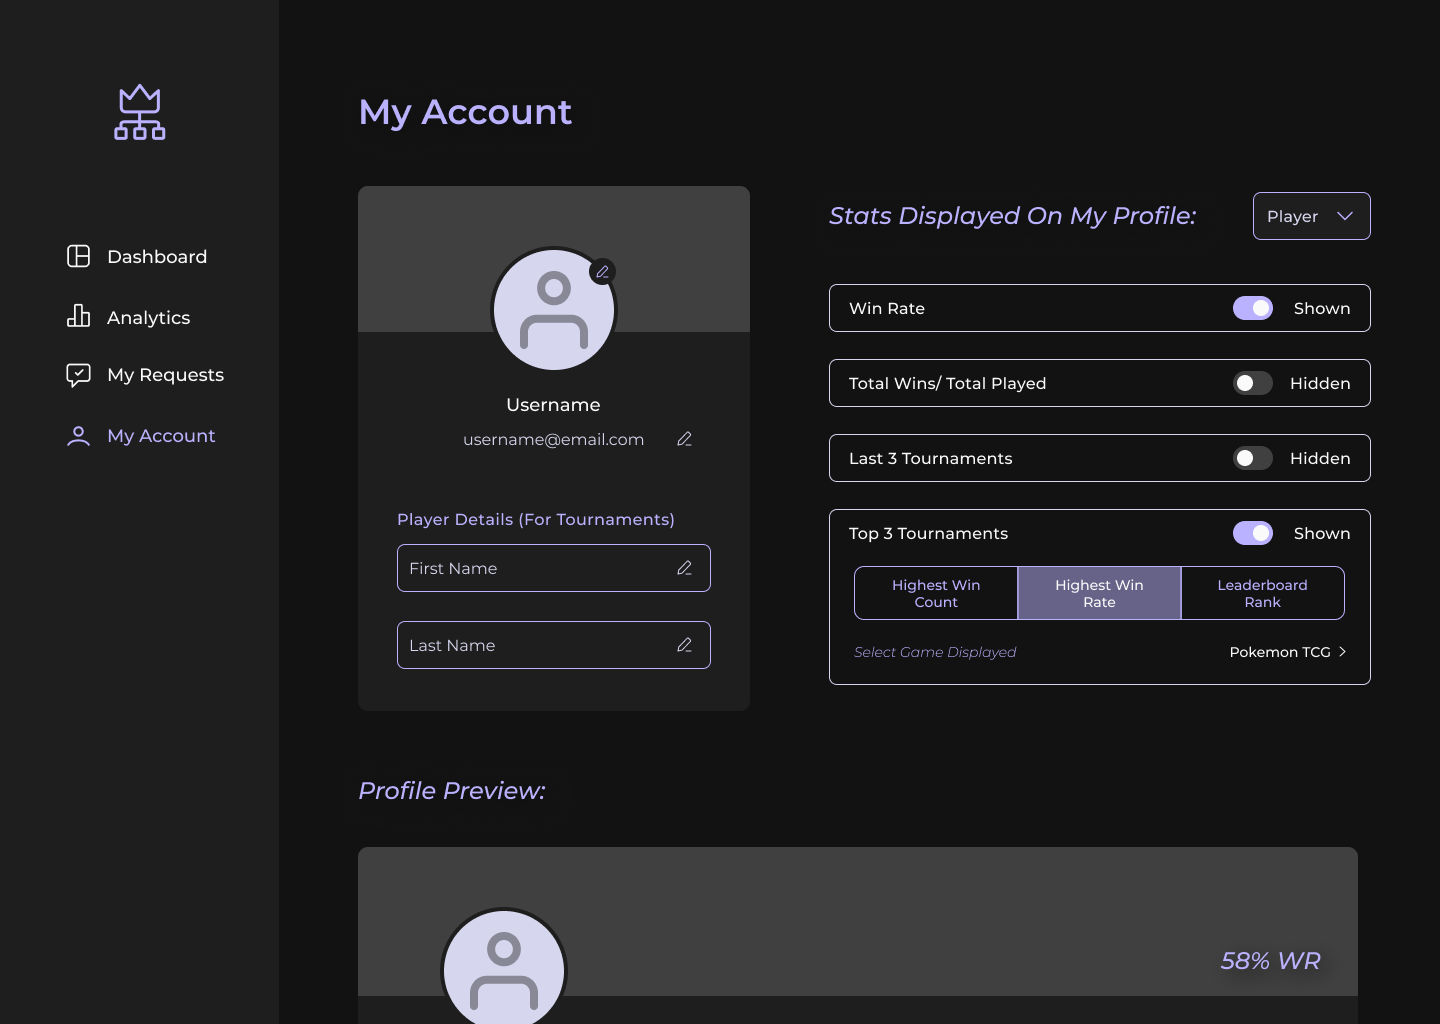 My Account
Dashboard
Analytics
My Requests
My Account
Username
username@email.com
Player Details (For Tournaments)
First Name
Last Name
Stats Displayed On My Profile:
Player
Win Rate
Shown
Total Wins/ Total Played
Hidden
Last 3 Tournaments
Hidden
Top 3 Tournaments
Shown
Highest Win
Count
Highest Win
Rate
Leaderboard
Rank
Select Game Displayed
Pokemon TCG
Profile Preview:
58% WR